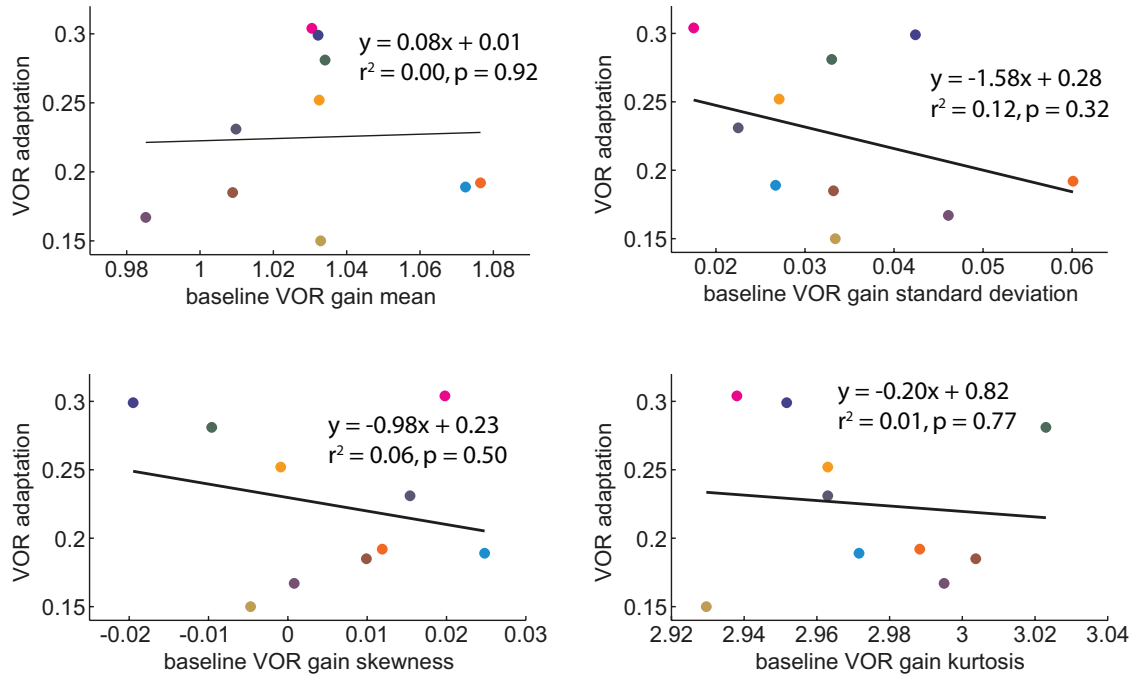 0.3
0.25
0.2
0.15
VOR adaptation
y = 0.08x + 0.01
r² = 0.00, p = 0.92
0.98 1 1.02 1.04 1.06 1.08
baseline VOR gain mean
0.3
0.25
0.2
0.15
VOR adaptation
y = -1.58x + 0.28
r² = 0.12, p = 0.32
0.02 0.03 0.04 0.05 0.06
baseline VOR gain standard deviation
0.3
0.25
0.2
0.15
VOR adaptation
y = -0.98x + 0.23
r² = 0.06, p = 0.50
-0.02 -0.01 0 0.01 0.02 0.03
baseline VOR gain skewness
0.3
0.25
0.2
0.15
VOR adaptation
y = -0.20x + 0.82
r² = 0.01, p = 0.77
2.92 2.94 2.96 2.98 3 3.02 3.04
baseline VOR gain kurtosis